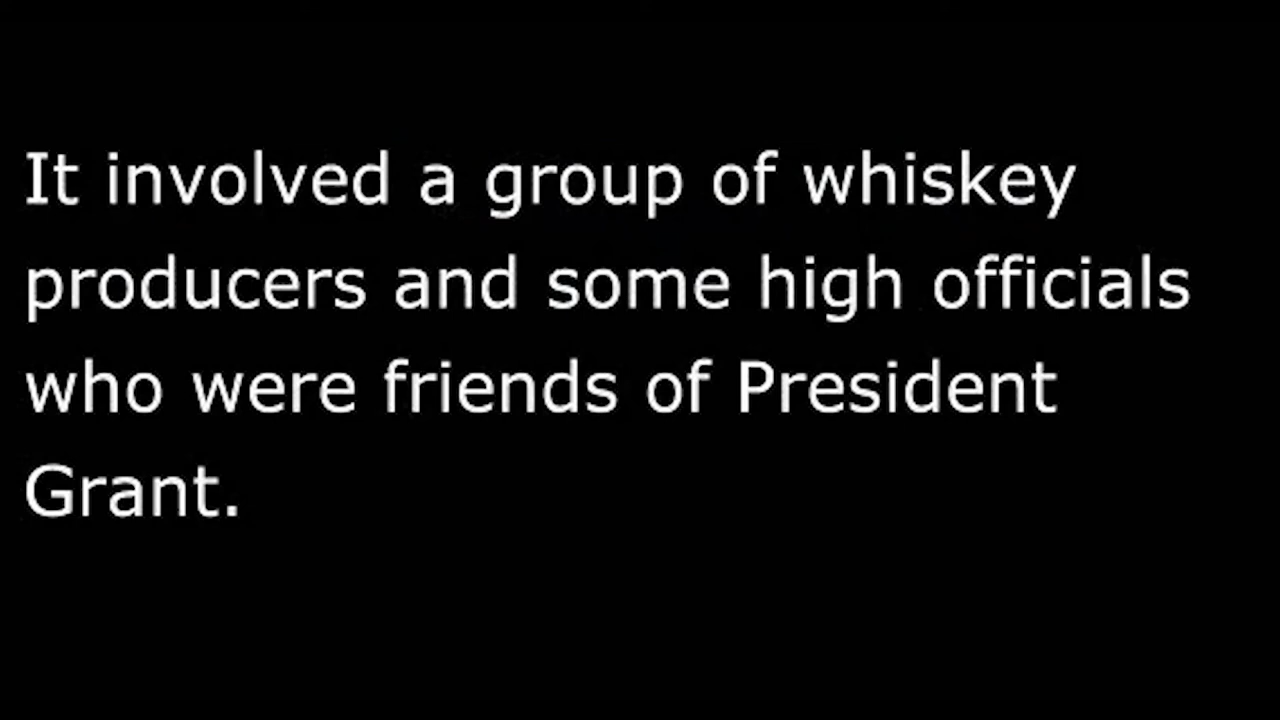 It involved a group of whiskey
producers and some high officials
who were friends of President
Grant.